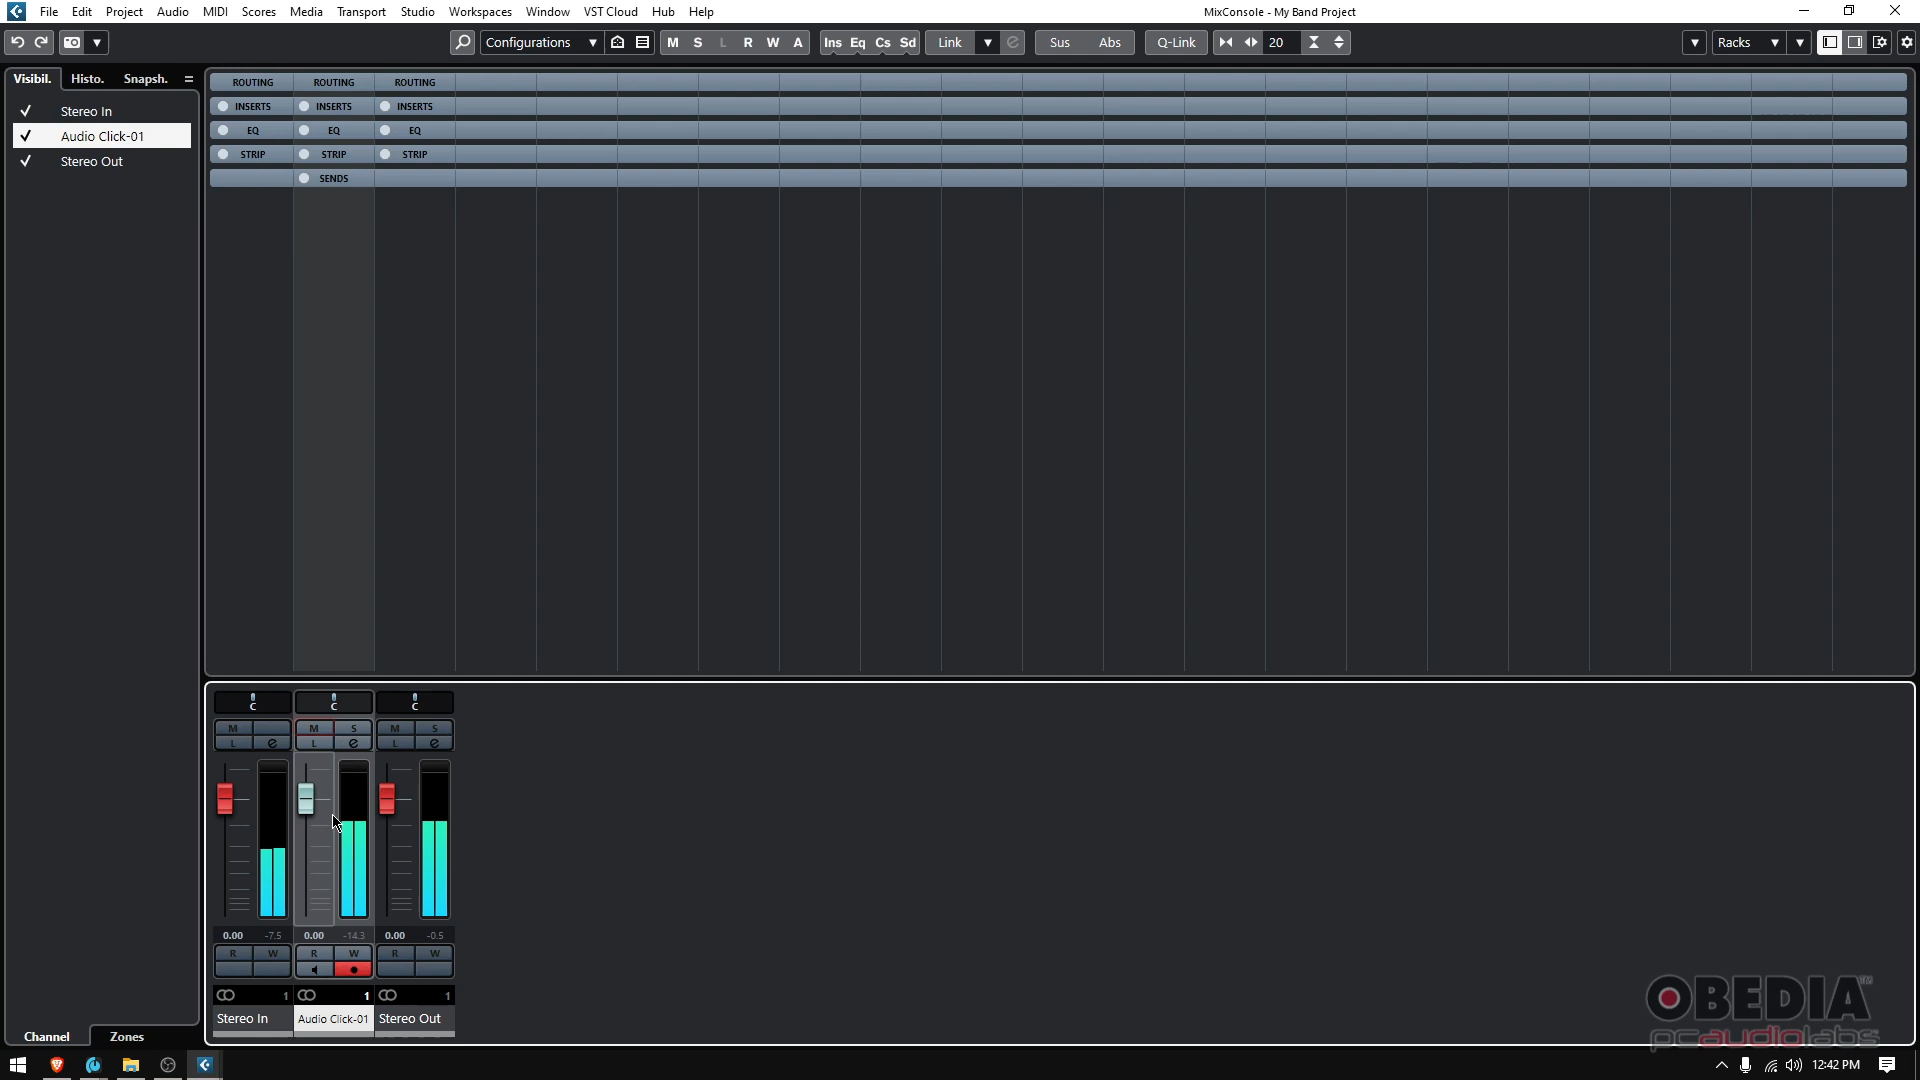 File Edit Project Audio MIDI Scores Media Transport Studio Workspaces Window VST Cloud Hub Help MixConsole - My Band Project
Configurations M S L R W A Ins Eq Cs Sd Link Sus Abs Q-Link 20 Racks
Visibil. Histo. Snapsh.
ROUTING ROUTING ROUTING
INSERTS INSERTS INSERTS
EQ EQ EQ
STRIP STRIP STRIP
SENDS
Stereo In
Audio Click-01
Stereo Out
C C C
M M S M S
L e L e L e
0.00 -7.5 0.00 -14.3 0.00 -0.5
R W R W R W
1 1 1
Stereo In Audio Click-01 Stereo Out
Channel Zones
OBEDIA™
pcaudiolabs
12:42 PM